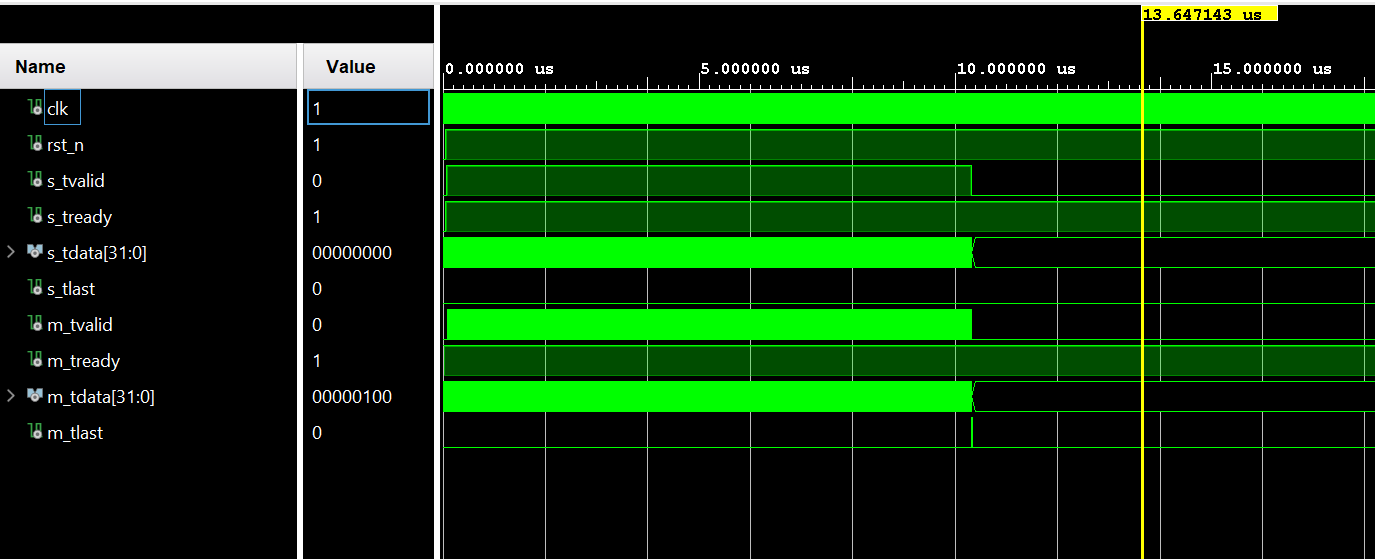 13.647143 us
Name Value
0.000000 us 5.000000 us 10.000000 us 15.000000 us
clk 1
rst_n 1
s_tvalid 0
s_tready 1
s_tdata[31:0] 00000000
s_tlast 0
m_tvalid 0
m_tready 1
m_tdata[31:0] 00000100
m_tlast 0